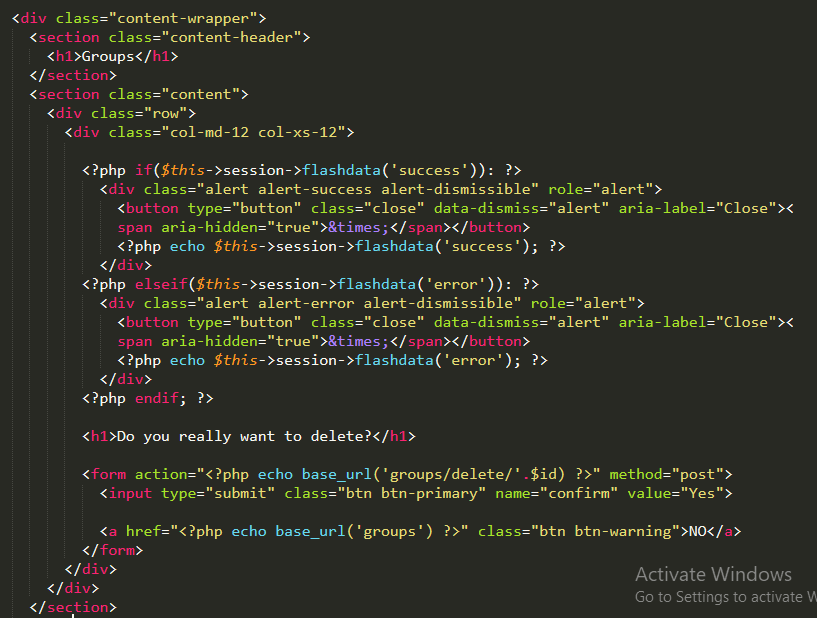 <div class="content-wrapper">
<section class="content-header">
<h1>Groups</h1>
</section>
<section class="content">
<div class="row">
<div class="col-md-12 col-xs-12">
<?php if($this->session->flashdata('success')): ?>
<div class="alert alert-success alert-dismissible" role="alert">
<button type="button" class="close" data-dismiss="alert" aria-label="Close"><
span aria-hidden="true">&times;</span></button>
<?php echo $this->session->flashdata('success'); ?>
</div>
<?php elseif($this->session->flashdata('error')): ?>
<div class="alert alert-error alert-dismissible" role="alert">
<button type="button" class="close" data-dismiss="alert" aria-label="Close"><
span aria-hidden="true">&times;</span></button>
<?php echo $this->session->flashdata('error'); ?>
</div>
<?php endif; ?>
<h1>Do you really want to delete?</h1>
<form action="<?php echo base_url('groups/delete/'.$id) ?>" method="post">
<input type="submit" class="btn btn-primary" name="confirm" value="Yes">
<a href="<?php echo base_url('groups') ?>" class="btn btn-warning">NO</a>
</form>
</div>
</div>
</section>
Activate Windows
Go to Settings to activate W